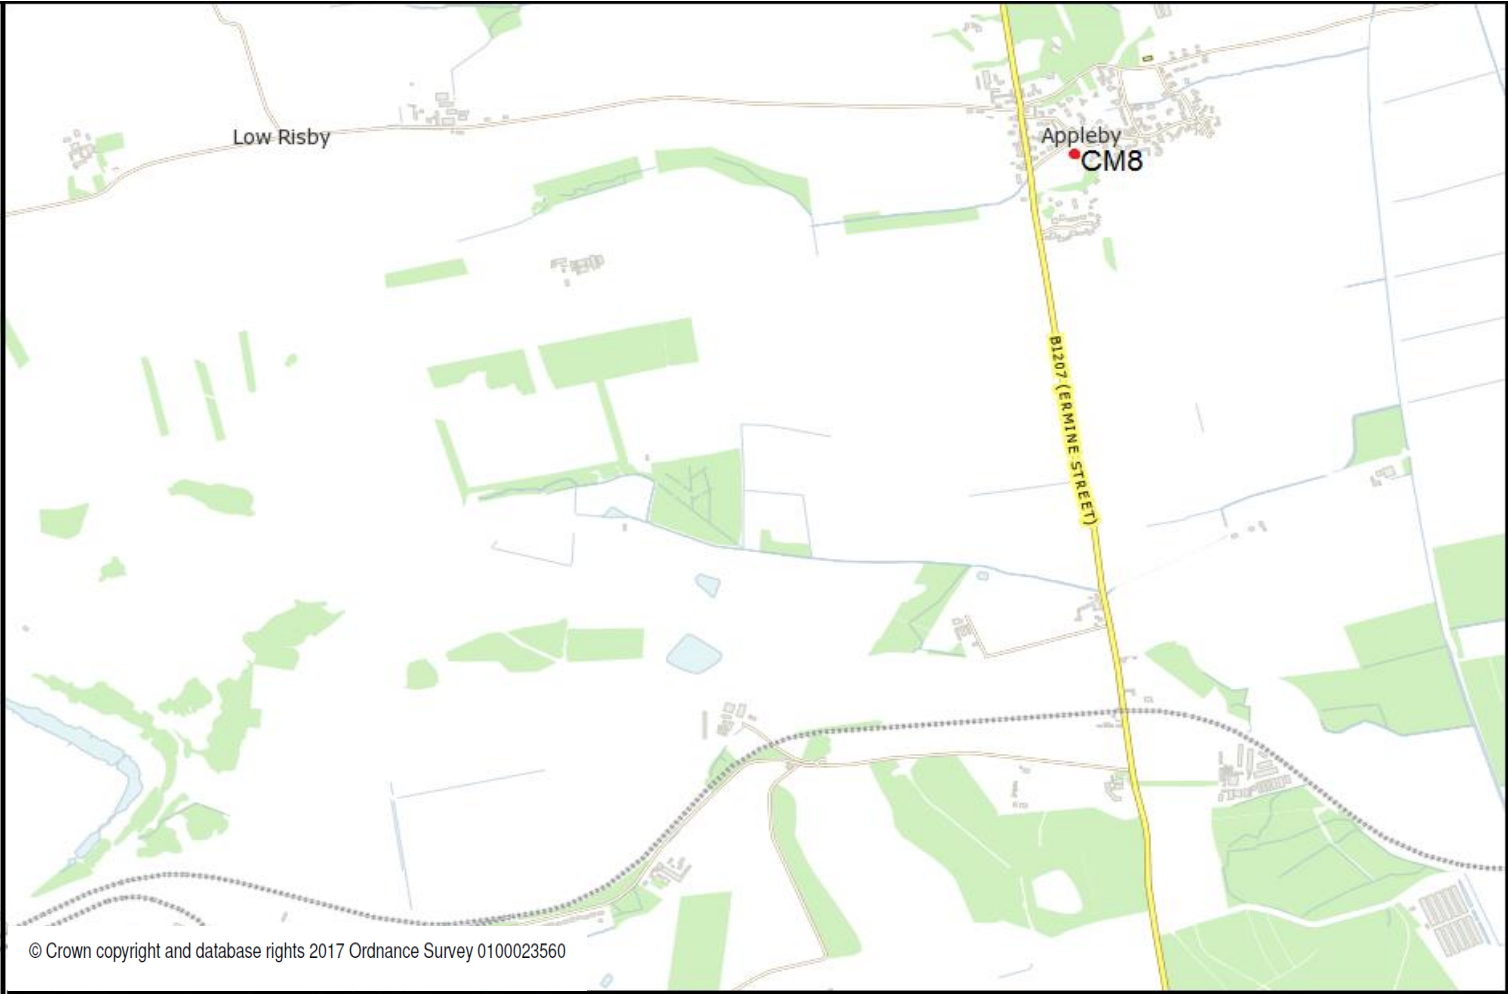 Low Risby
Appleby
CM8
B1207 (ERMINE STREET)
© Crown copyright and database rights 2017 Ordnance Survey 0100023560